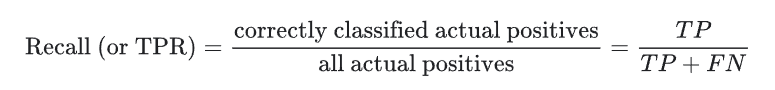 Recall (or TPR) = correctly classified actual positives / all actual positives = TP / TP + FN